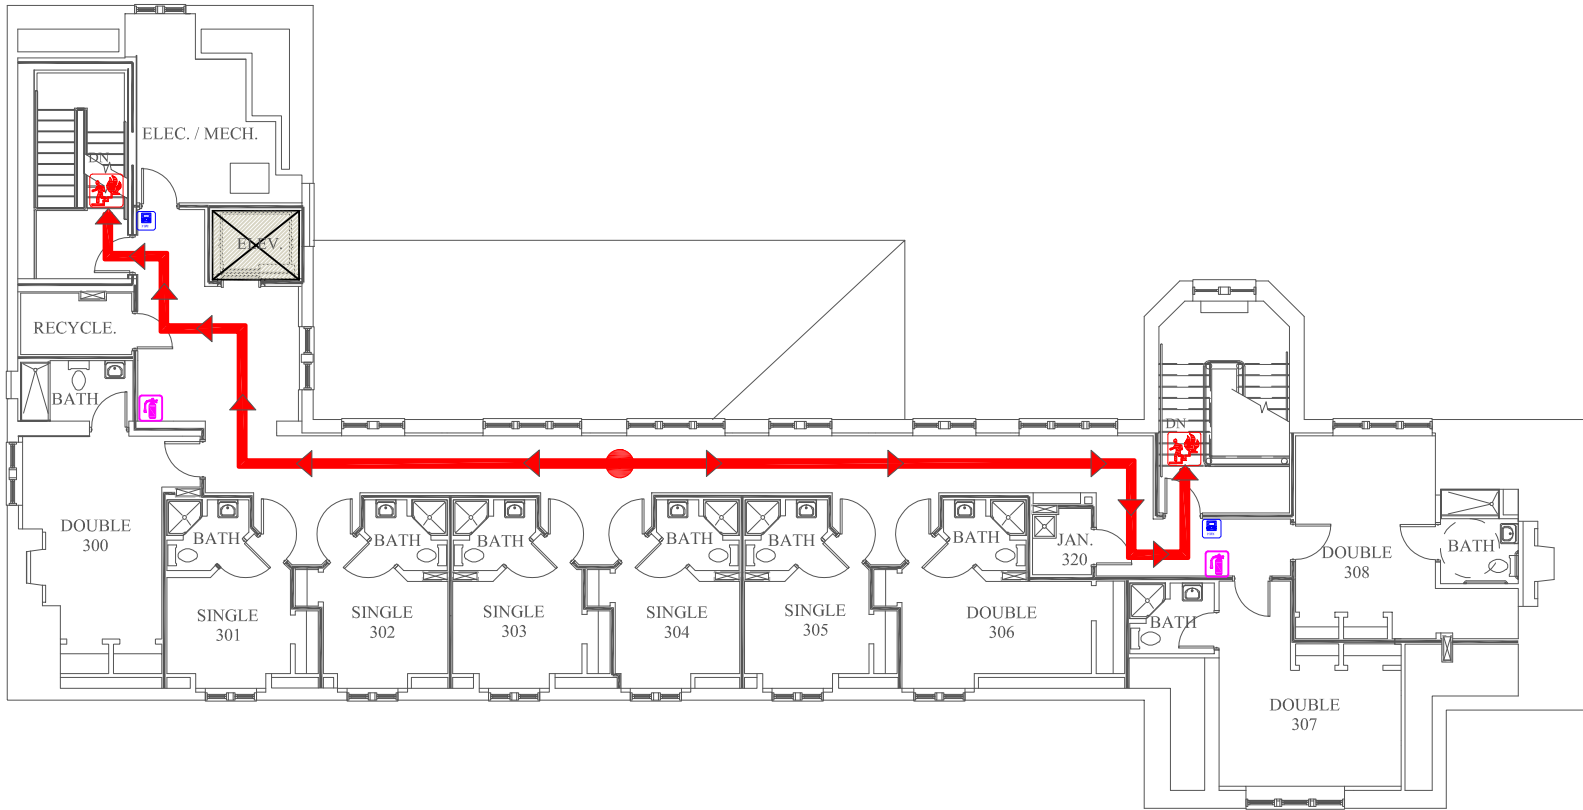 ELEC. / MECH.
DN
ELEV.
RECYCLE.
BATH
DN
DOUBLE
300
BATH
SINGLE
301
BATH
SINGLE
302
BATH
SINGLE
303
BATH
SINGLE
304
BATH
SINGLE
305
BATH
DOUBLE
306
JAN.
320
DOUBLE
308
BATH
BATH
DOUBLE
307